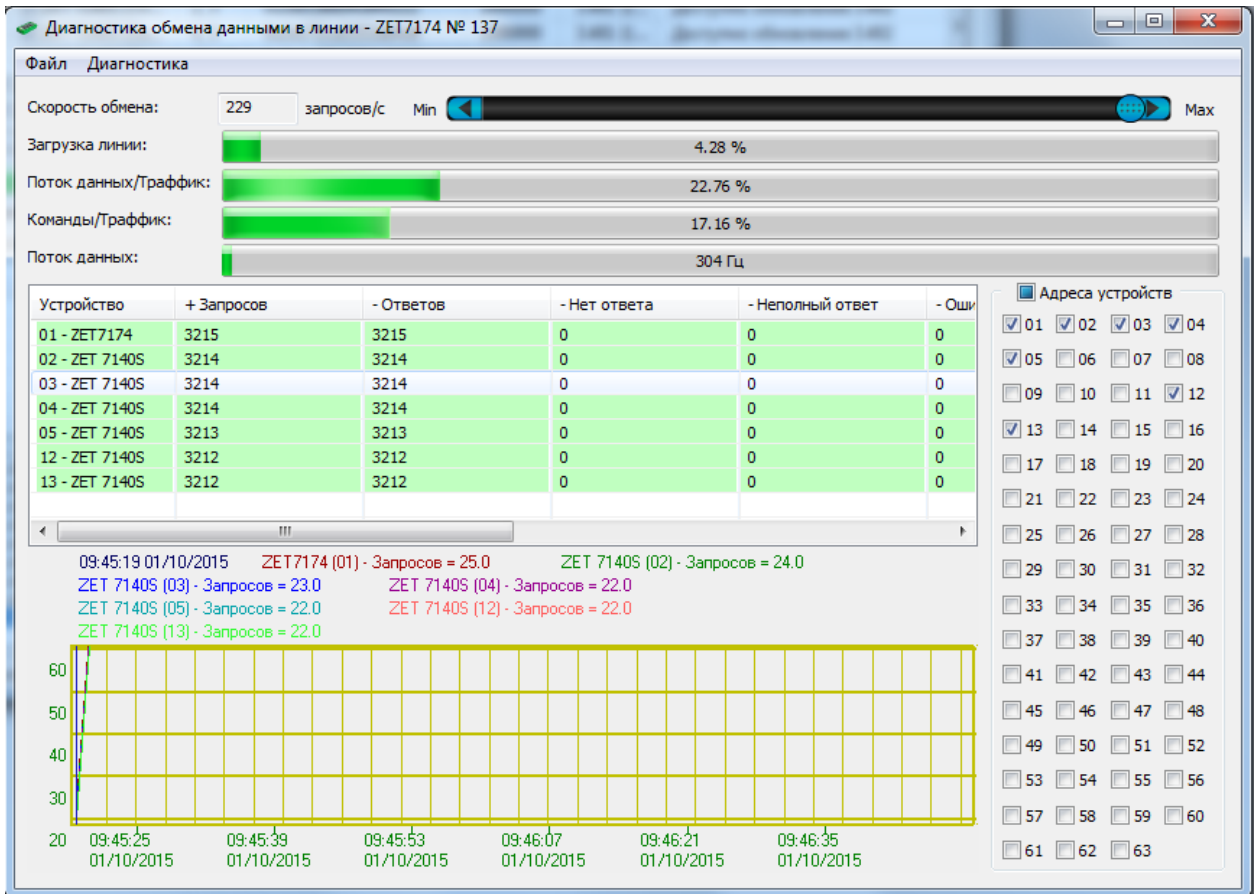 Диагностика обмена данными в линии - ZET7174 № 137
Файл Диагностика
Скорость обмена: 229 запросов/с Min Max
Загрузка линии: 4.28 %
Поток данных/Траффик: 22.76 %
Команды/Траффик: 17.16 %
Поток данных: 304 Гц
Устройство + Запросов - Ответов - Нет ответа - Неполный ответ - Оши
01 - ZET7174 3215 3215 0 0 0
02 - ZET 7140S 3214 3214 0 0 0
03 - ZET 7140S 3214 3214 0 0 0
04 - ZET 7140S 3214 3214 0 0 0
05 - ZET 7140S 3213 3213 0 0 0
12 - ZET 7140S 3212 3212 0 0 0
13 - ZET 7140S 3212 3212 0 0 0
Адреса устройств
01 02 03 04
05 06 07 08
09 10 11 12
13 14 15 16
17 18 19 20
21 22 23 24
25 26 27 28
29 30 31 32
33 34 35 36
37 38 39 40
41 42 43 44
45 46 47 48
49 50 51 52
53 54 55 56
57 58 59 60
61 62 63
09:45:19 01/10/2015 ZET7174 (01) - Запросов = 25.0 ZET 7140S (02) - Запросов = 24.0
ZET 7140S (03) - Запросов = 23.0 ZET 7140S (04) - Запросов = 22.0
ZET 7140S (05) - Запросов = 22.0 ZET 7140S (12) - Запросов = 22.0
ZET 7140S (13) - Запросов = 22.0
60
50
40
30
20 09:45:25 09:45:39 09:45:53 09:46:07 09:46:21 09:46:35
01/10/2015 01/10/2015 01/10/2015 01/10/2015 01/10/2015 01/10/2015